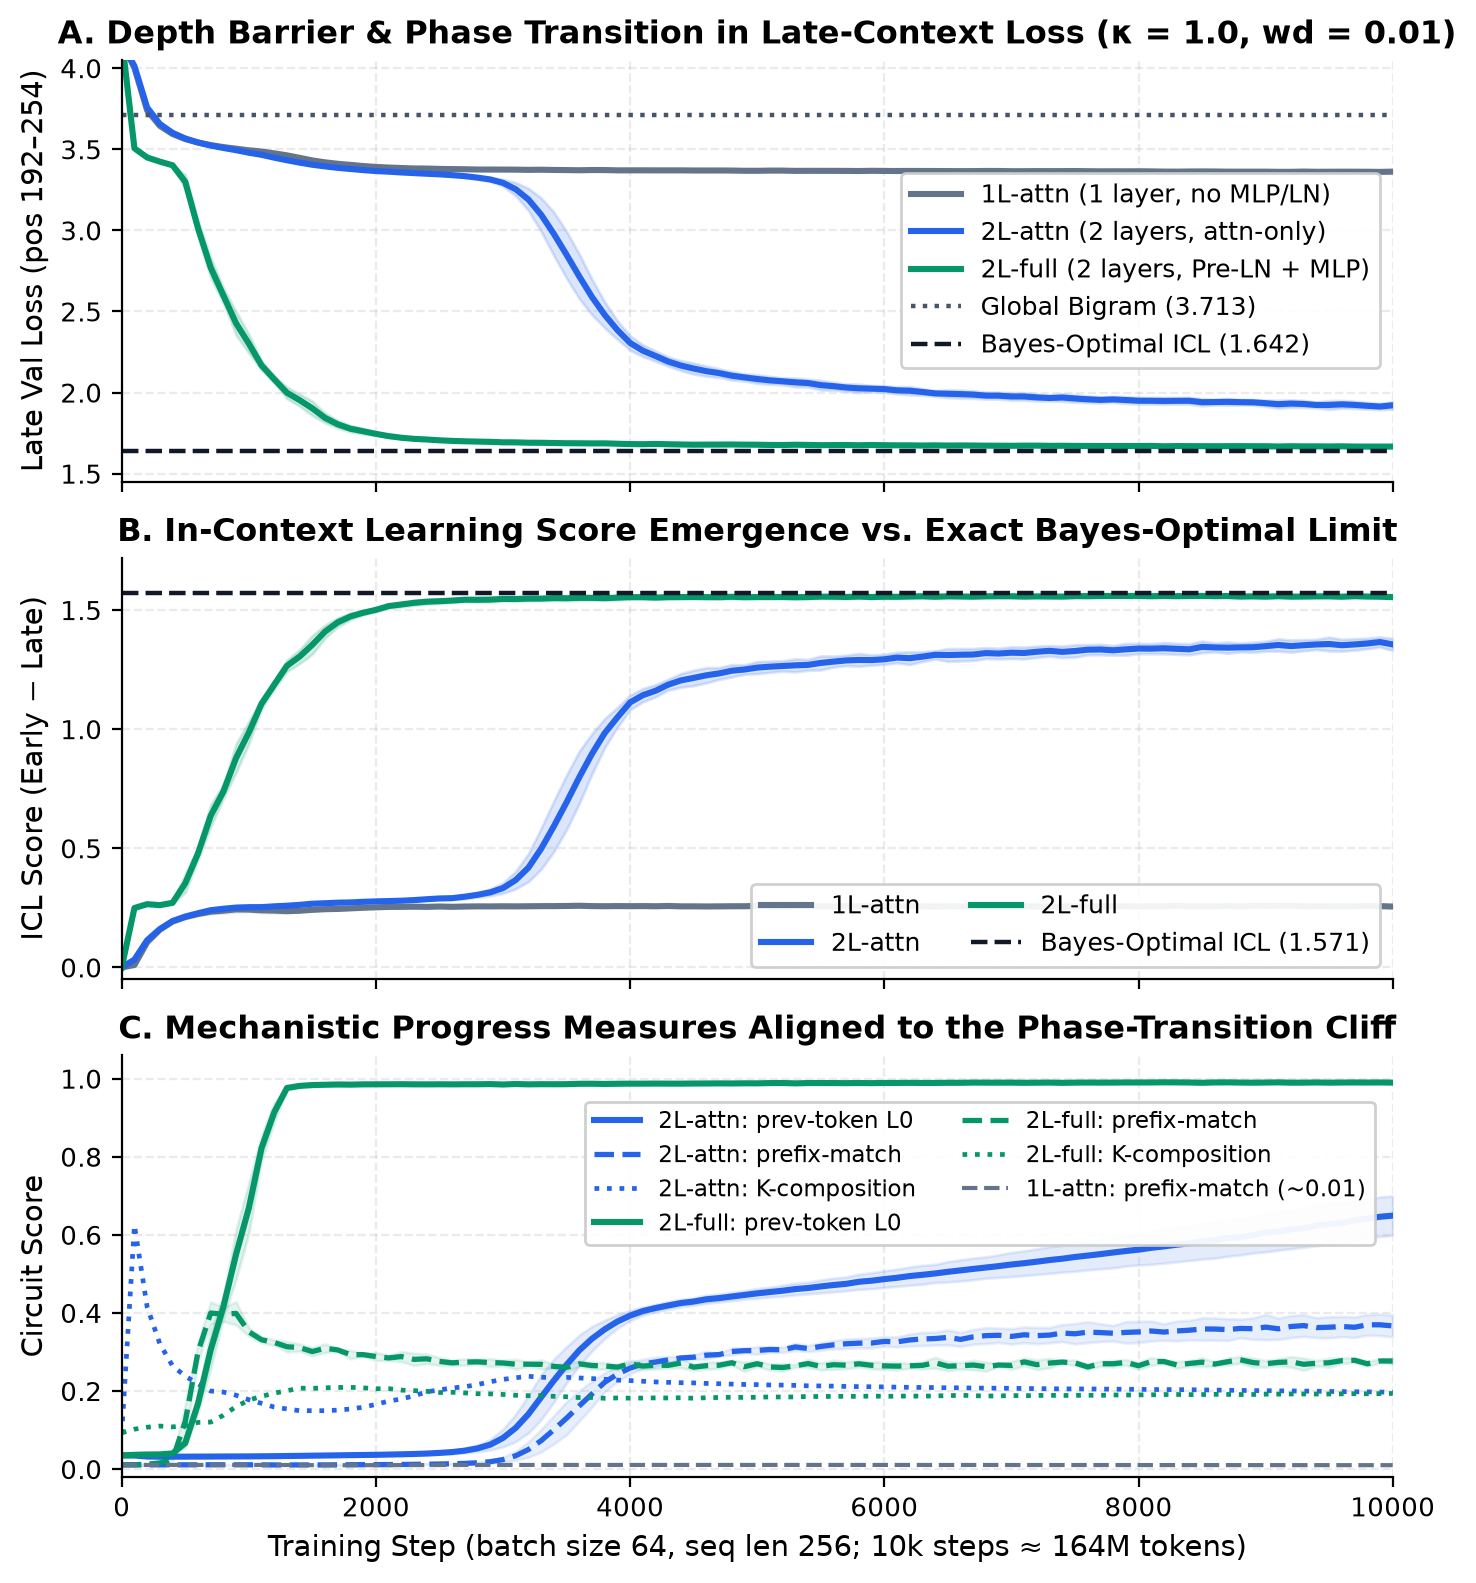 A. Depth Barrier & Phase Transition in Late-Context Loss (κ = 1.0, wd = 0.01)
Late Val Loss (pos 192–254)
4.0
3.5
3.0
2.5
2.0
1.5
1L-attn (1 layer, no MLP/LN)
2L-attn (2 layers, attn-only)
2L-full (2 layers, Pre-LN + MLP)
Global Bigram (3.713)
Bayes-Optimal ICL (1.642)
B. In-Context Learning Score Emergence vs. Exact Bayes-Optimal Limit
ICL Score (Early — Late)
1.5
1.0
0.5
0.0
1L-attn
2L-attn
2L-full
Bayes-Optimal ICL (1.571)
C. Mechanistic Progress Measures Aligned to the Phase-Transition Cliff
Circuit Score
1.0
0.8
0.6
0.4
0.2
0.0
2L-attn: prev-token L0
2L-attn: prefix-match
2L-attn: K-composition
2L-full: prev-token L0
2L-full: prefix-match
2L-full: K-composition
1L-attn: prefix-match (~0.01)
0 2000 4000 6000 8000 10000
Training Step (batch size 64, seq len 256; 10k steps ≈ 164M tokens)